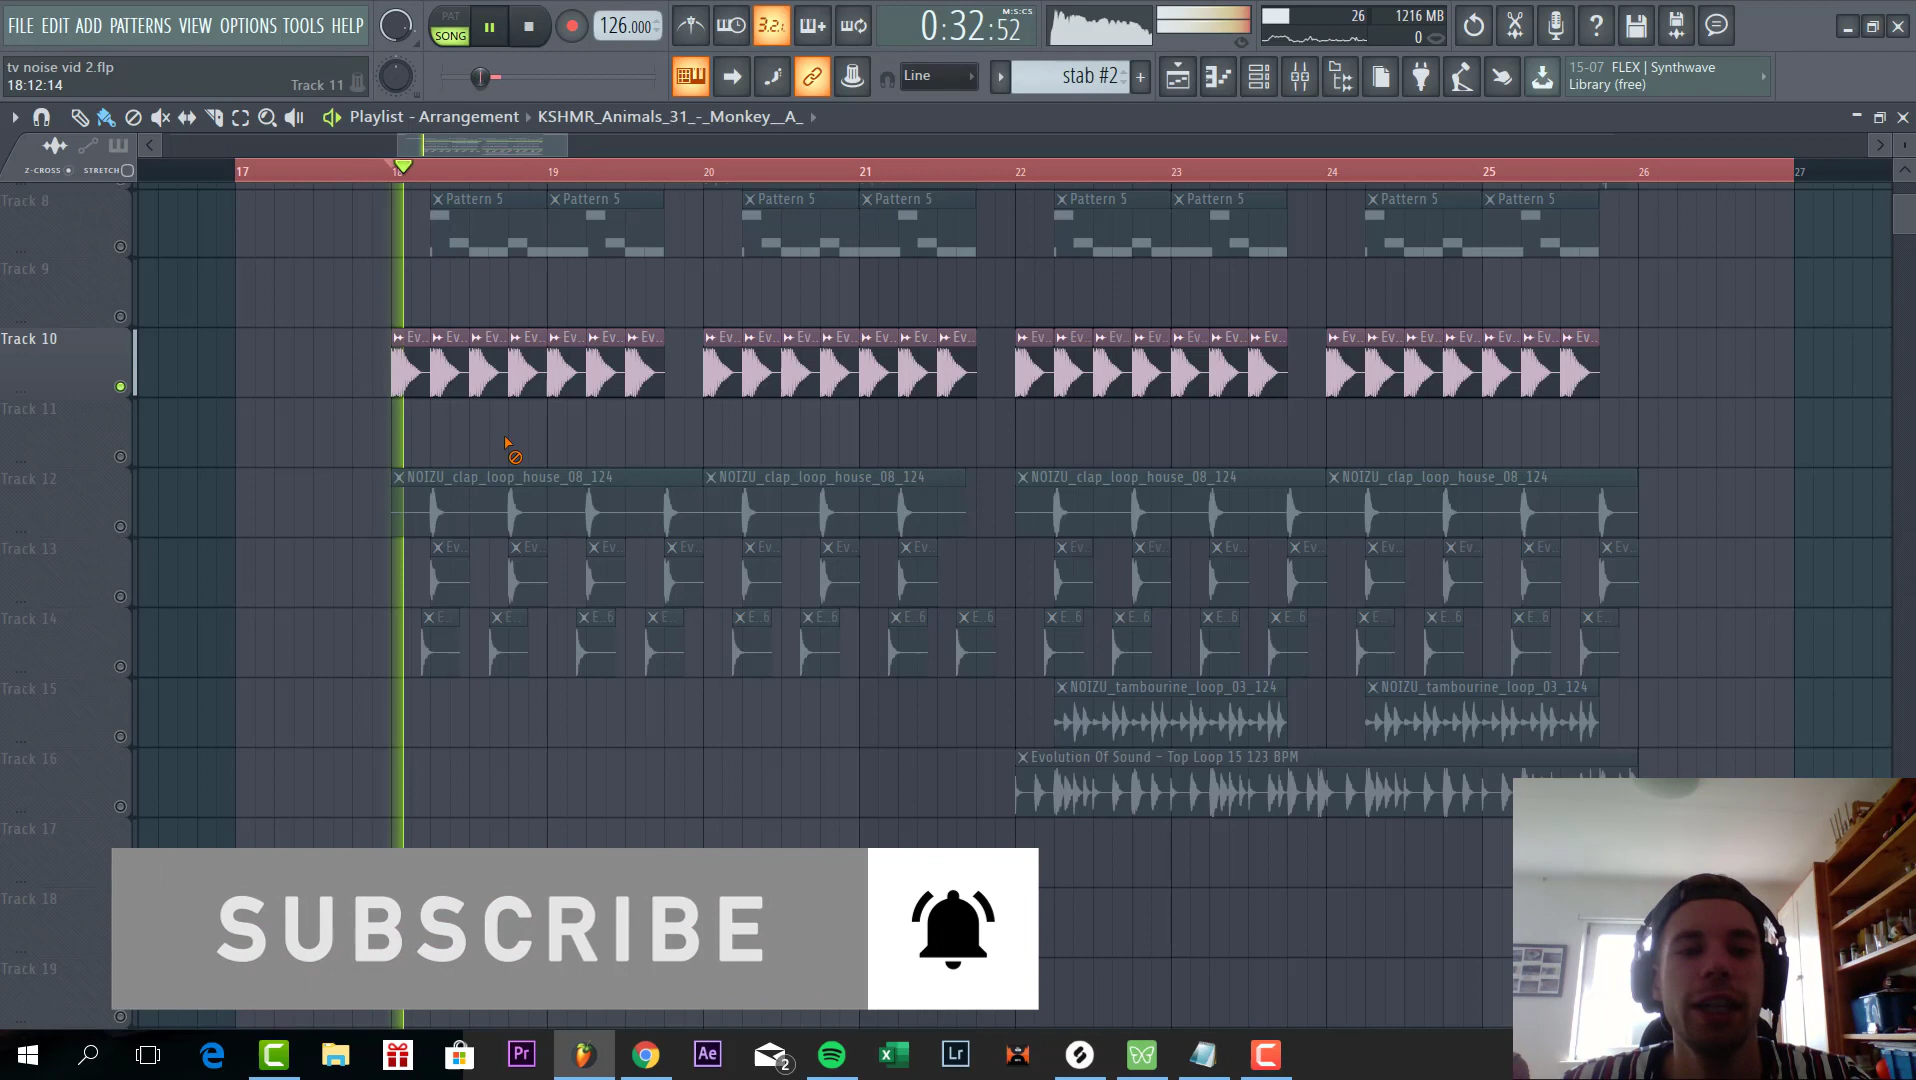 FILE EDIT ADD PATTERNS VIEW OPTIONS TOOLS HELP
PAT
SONG
126.000
3.2.
0:32:52
M:S:CS
26
1216 MB
0
tv noise vid 2.flp
18:12:14
Track 11
Line
stab #2
15-07 FLEX | Synthwave
Library (free)
Playlist - Arrangement
KSHMR_Animals_31_-_Monkey__A_
Z-CROSS
STRETCH
17 18 19 20 21 22 23 24 25 26 27
Track 8
Pattern 5 Pattern 5 Pattern 5 Pattern 5 Pattern 5 Pattern 5 Pattern 5 Pattern 5
Track 9
Track 10
Ev.. Ev.. Ev.. Ev.. Ev.. Ev.. Ev.. Ev.. Ev.. Ev.. Ev.. Ev.. Ev.. Ev.. Ev.. Ev.. Ev.. Ev.. Ev.. Ev.. Ev.. Ev.. Ev.. Ev.. Ev.. Ev.. Ev.. Ev..
Track 11
Track 12
NOIZU_clap_loop_house_08_124 NOIZU_clap_loop_house_08_124 NOIZU_clap_loop_house_08_124 NOIZU_clap_loop_house_08_124
Track 13
Ev.. Ev.. Ev.. Ev.. Ev.. Ev.. Ev.. Ev.. Ev.. Ev.. Ev.. Ev.. Ev.. Ev.. Ev..
Track 14
E.. E.. E..6 E.. E..6 E..6 E..6 E..6 E..6 E..6 E..6 E..6 E.. E..6 E..6 E..
Track 15
NOIZU_tambourine_loop_03_124 NOIZU_tambourine_loop_03_124
Track 16
Evolution Of Sound - Top Loop 15 123 BPM
Track 17
Track 18
Track 19
SUBSCRIBE
Pr
Ae
2
Lr